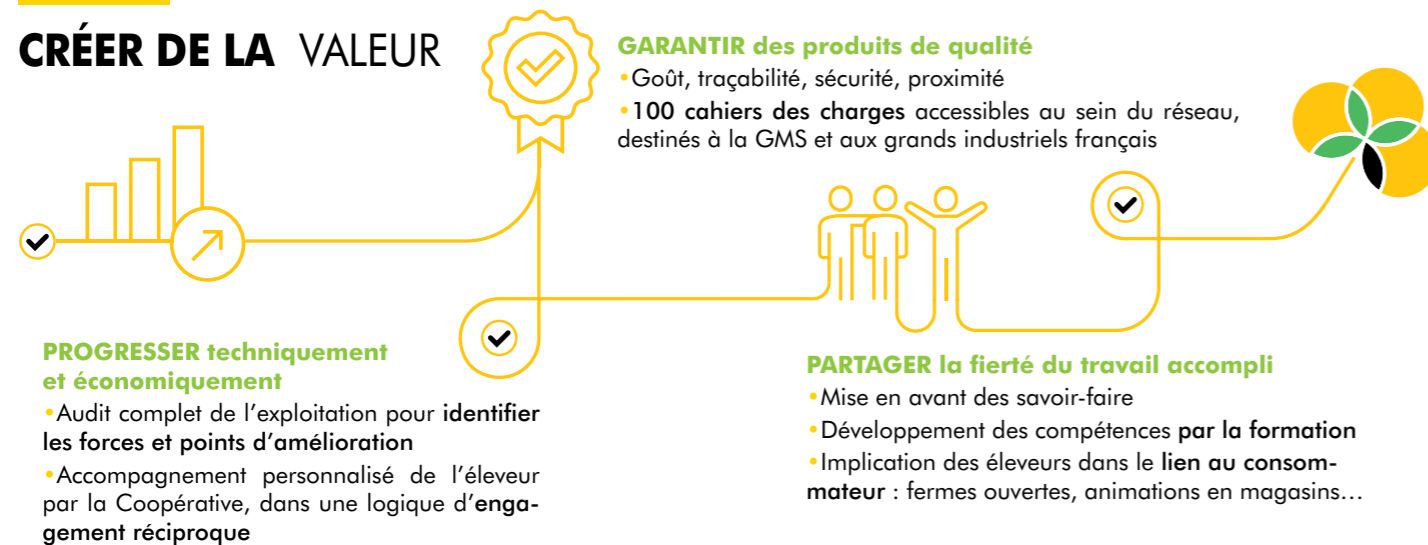 CRÉER DE LA VALEUR
GARANTIR des produits de qualité
•Goût, traçabilité, sécurité, proximité
•100 cahiers des charges accessibles au sein du réseau,
destinés à la GMS et aux grands industriels français
PROGRESSER techniquement
et économiquement
•Audit complet de l’exploitation pour identifier
les forces et points d’amélioration
•Accompagnement personnalisé de l’éleveur
par la Coopérative, dans une logique d’enga-
gement réciproque
PARTAGER la fierté du travail accompli
•Mise en avant des savoir-faire
•Développement des compétences par la formation
•Implication des éleveurs dans le lien au consom-
mateur : fermes ouvertes, animations en magasins…